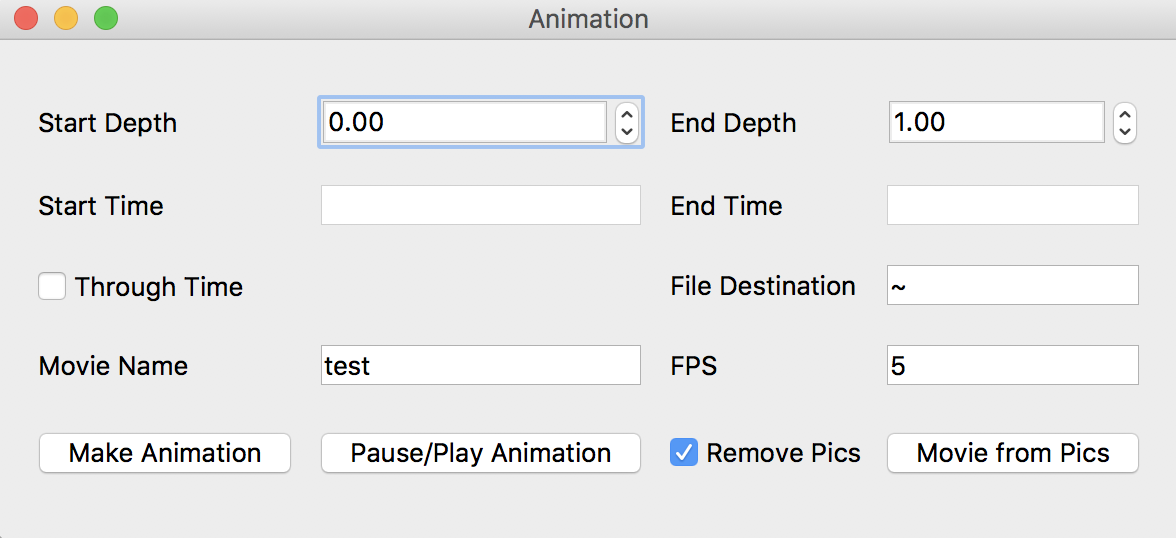 Animation
Start Depth 0.00 End Depth 1.00
Start Time End Time
Through Time File Destination ~
Movie Name test FPS 5
Make Animation Pause/Play Animation Remove Pics Movie from Pics